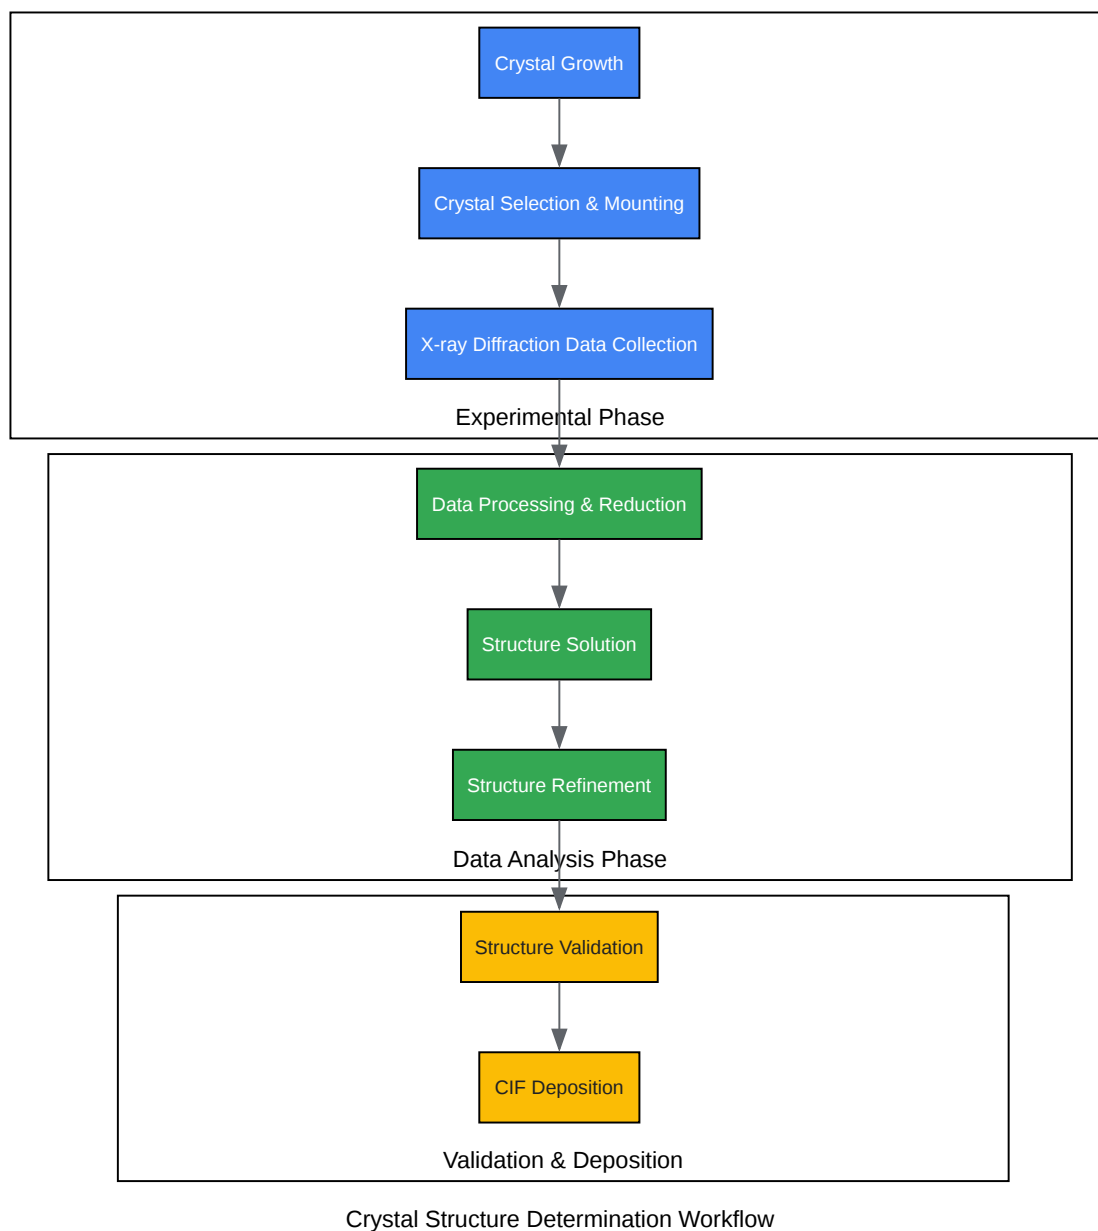 Crystal Growth
Crystal Selection & Mounting
X-ray Diffraction Data Collection
Experimental Phase
Data Processing & Reduction
Structure Solution
Structure Refinement
Data Analysis Phase
Structure Validation
CIF Deposition
Validation & Deposition
Crystal Structure Determination Workflow